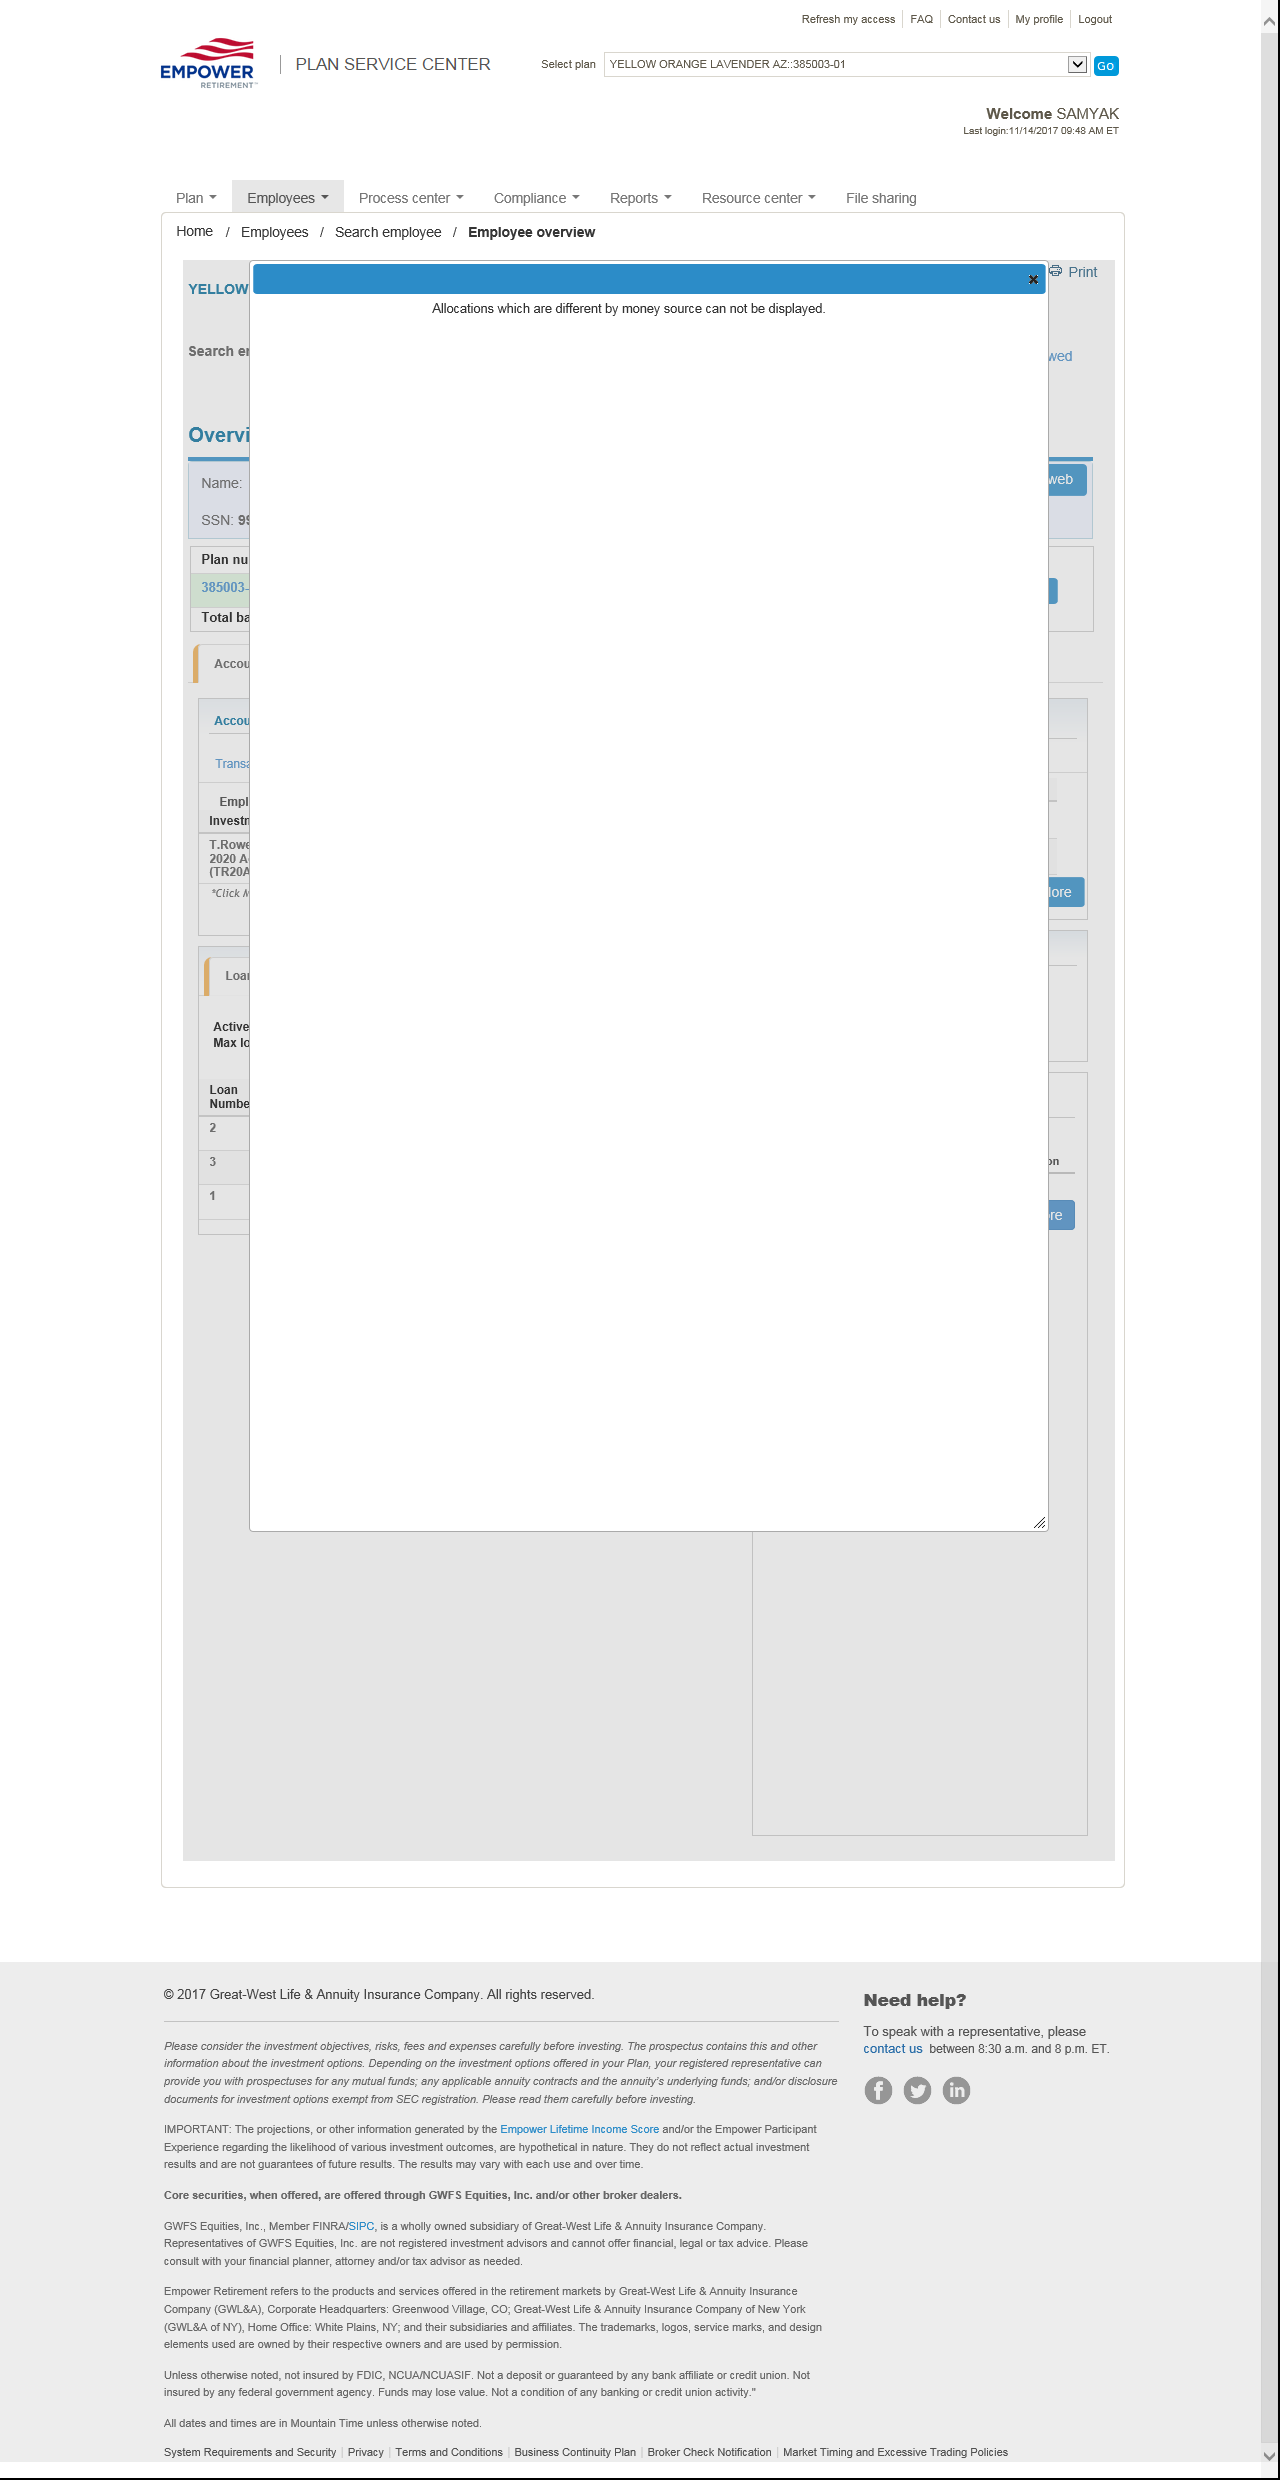 Refresh my access FAQ Contact us My profile Logout
EMPOWER
RETIREMENT
PLAN SERVICE CENTER
Select plan YELLOW ORANGE LAVENDER AZ::385003-01 Go
Welcome SAMYAK
Last login:11/14/2017 09:48 AM ET
Plan Employees Process center Compliance Reports Resource center File sharing
Home / Employees / Search employee / Employee overview
Print
YELLOW
Allocations which are different by money source can not be displayed.
Search
Name:
web
SSN:
Plan
385003-
Total
Transa
Investm
T.Rowe
2020
(TR20A
*Click
Active
Max
Loan
Numbe
2
3
1
© 2017 Great-West Life & Annuity Insurance Company. All rights reserved.
Please consider the investment objectives, risks, fees and expenses carefully before investing. The prospectus contains this and other
information about the investment options. Depending on the investment options offered in your Plan, your registered representative can
provide you with prospectuses for any mutual funds; any applicable annuity contracts and the annuity's underlying funds; and/or disclosure
documents for investment options exempt from SEC registration. Please read them carefully before investing.
IMPORTANT: The projections, or other information generated by the Empower Lifetime Income Score and/or the Empower Participant
Experience regarding the likelihood of various investment outcomes, are hypothetical in nature. They do not reflect actual investment
results and are not guarantees of future results. The results may vary with each use and over time.
Core securities, when offered, are offered through GWFS Equities, Inc. and/or other broker dealers.
GWFS Equities, Inc., Member FINRA/SIPC, is a wholly owned subsidiary of Great-West Life & Annuity Insurance Company.
Representatives of GWFS Equities, Inc. are not registered investment advisors and cannot offer financial, legal or tax advice. Please
consult with your financial planner, attorney and/or tax advisor as needed.
Empower Retirement refers to the products and services offered in the retirement markets by Great-West Life & Annuity Insurance
Company (GWL&A), Corporate Headquarters: Greenwood Village, CO; Great-West Life & Annuity Insurance Company of New York
(GWL&A of NY), Home Office: White Plains, NY; and their subsidiaries and affiliates. The trademarks, logos, service marks, and design
elements used are owned by their respective owners and are used by permission.
Unless otherwise noted, not insured by FDIC, NCUA/NCUASIF. Not a deposit or guaranteed by any bank affiliate or credit union. Not
insured by any federal government agency. Funds may lose value. Not a condition of any banking or credit union activity."
All dates and times are in Mountain Time unless otherwise noted.
System Requirements and Security | Privacy | Terms and Conditions | Business Continuity Plan | Broker Check Notification | Market Timing and Excessive Trading Policies
Need help?
To speak with a representative, please
contact us between 8:30 a.m. and 8 p.m. ET.